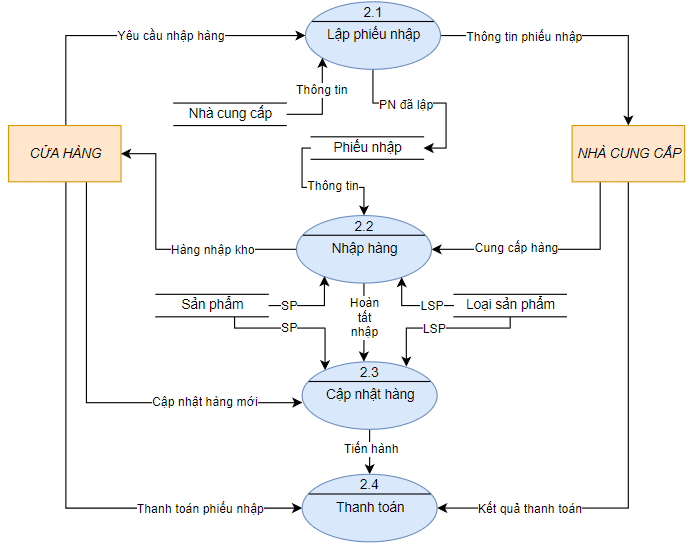 2.1
Yêu cầu nhập hàng
Lập phiếu nhập
Thông tin phiếu nhập
Thông tin
PN đã lập
Nhà cung cấp
CỬA HÀNG
Phiếu nhập
NHÀ CUNG CẤP
Thông tin
2.2
Hàng nhập kho
Nhập hàng
Cung cấp hàng
Sản phẩm
SP
Hoàn
tất
nhập
LSP
Loại sản phẩm
SP
LSP
2.3
Cập nhật hàng
Cập nhật hàng mới
Tiến hành
2.4
Thanh toán phiếu nhập
Thanh toán
Kết quả thanh toán